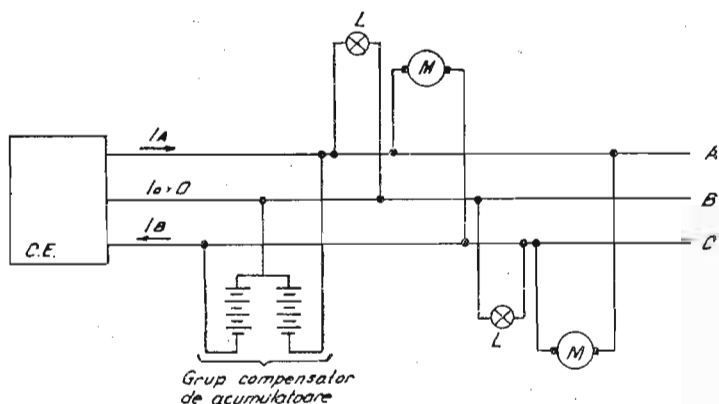 L
M
IA
A
I0 > 0
B
IB
C
C.E.
L
M
Grup compensator
de acumulatoare